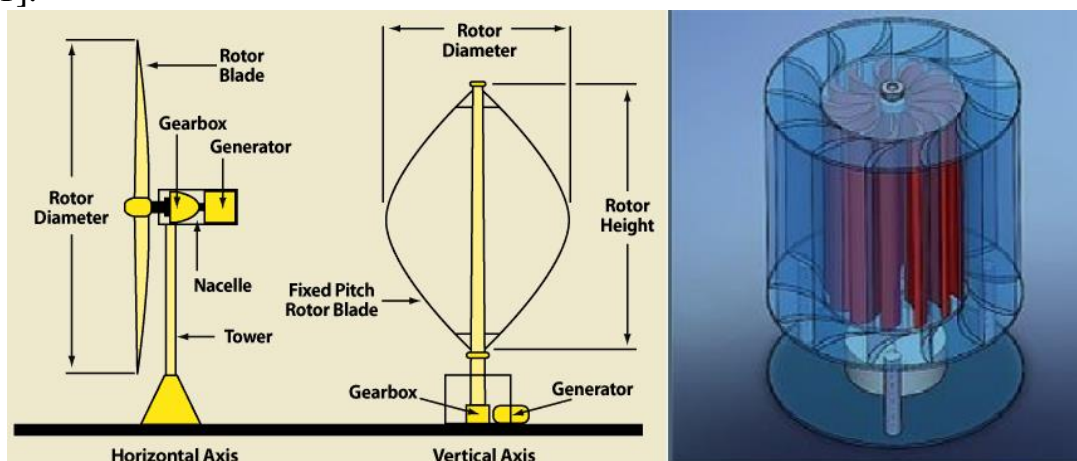 Rotor
Blade
Gearbox
Generator
Rotor
Diameter
Nacelle
Tower
Horizontal Axis
Rotor
Diameter
Rotor
Height
Fixed Pitch
Rotor Blade
Gearbox
Generator
Vertical Axis